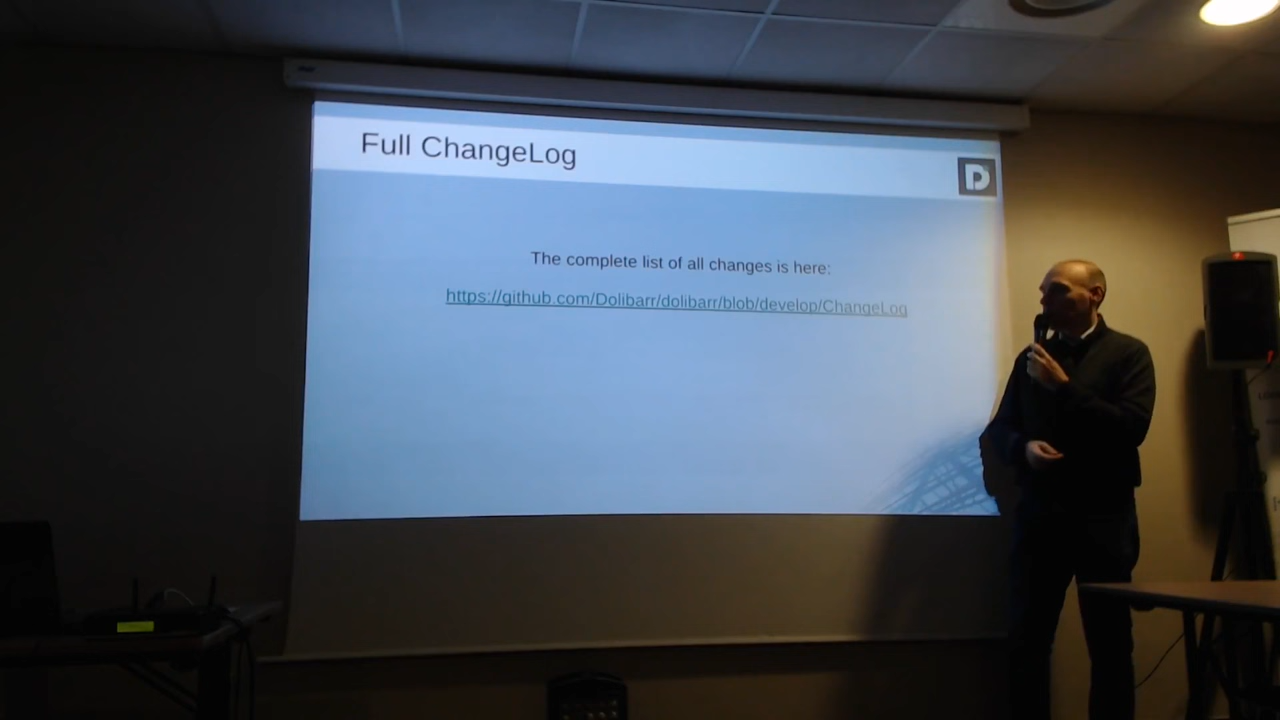 Full ChangeLog
D
The complete list of all changes is here:
https://github.com/Dolibarr/dolibarr/blob/develop/ChangeLog